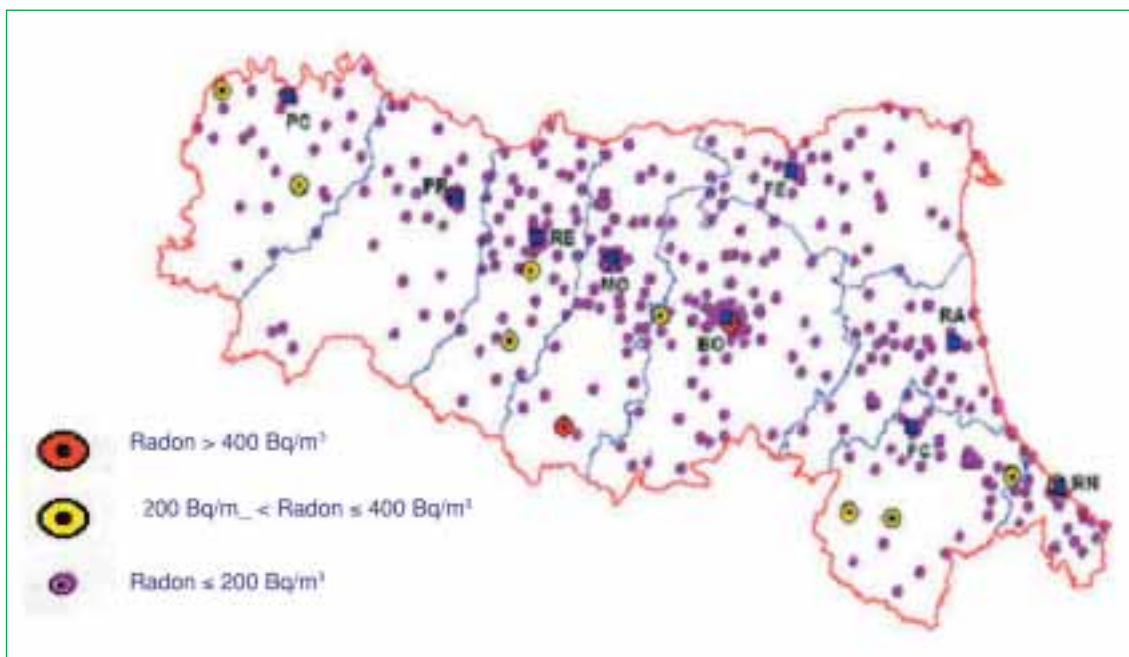 PC
PR
FE
RE
MO
BO
RA
FC
RN
Radon > 400 Bq/m³
200 Bq/m_ < Radon ≤ 400 Bq/m³
Radon ≤ 200 Bq/m³